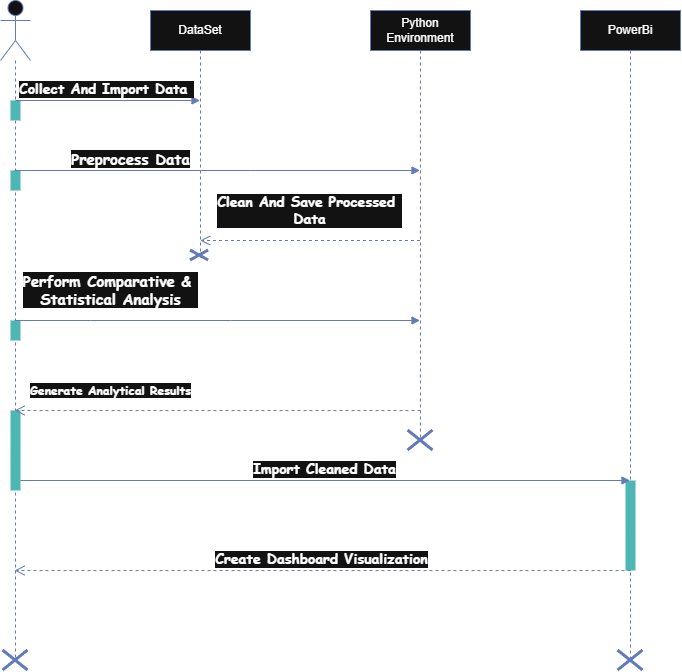 DataSet
Python
Environment
PowerBi
Collect And Import Data
Preprocess Data
Clean And Save Processed
Data
Perform Comparative &
Statistical Analysis
Generate Analytical Results
Import Cleaned Data
Create Dashboard Visualization